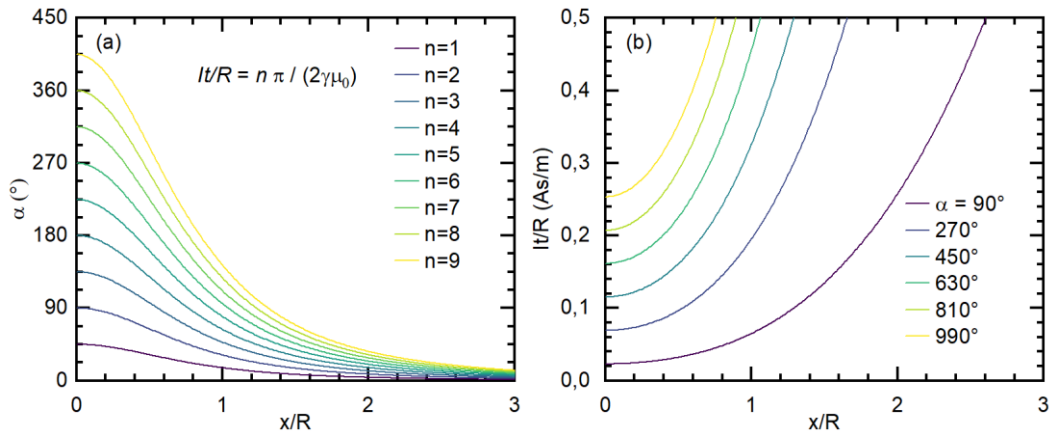 (a)
It/R = n π / (2γμ₀)
n=1
n=2
n=3
n=4
n=5
n=6
n=7
n=8
n=9
450
360
270
180
90
0
α (°)
0
1
2
3
x/R
(b)
0,5
0,4
0,3
0,2
0,1
0,0
It/R (As/m)
α = 90°
270°
450°
630°
810°
990°
0
1
2
3
x/R